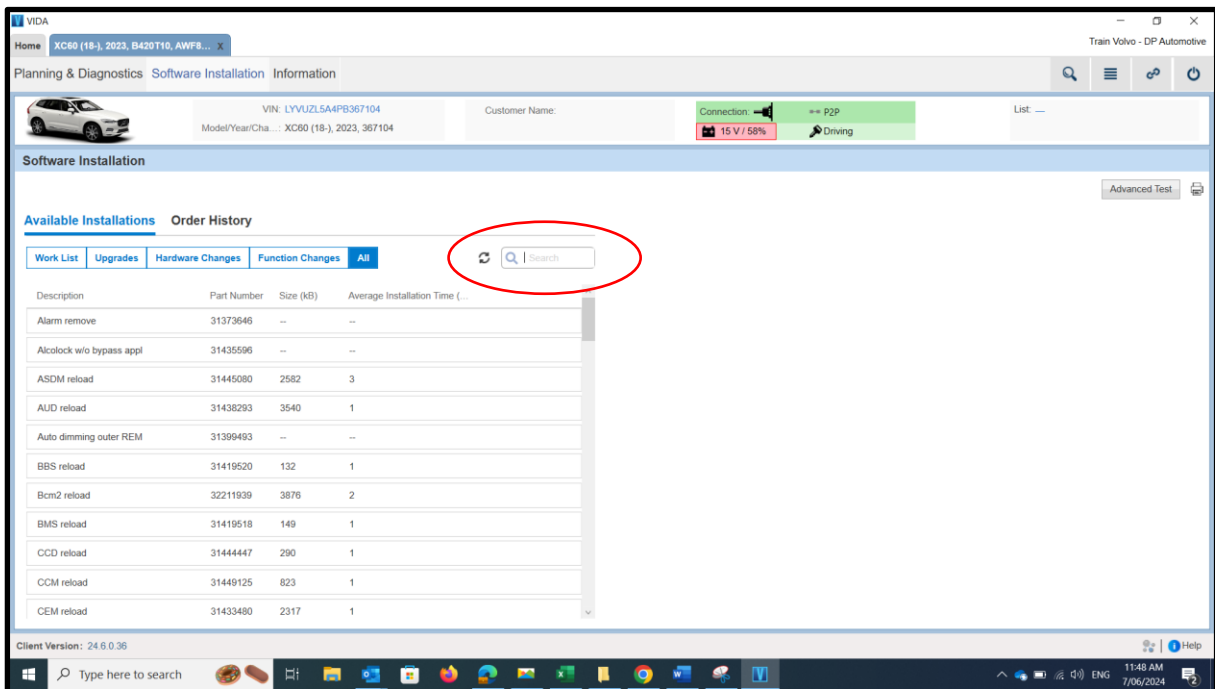 VIDA
Home XC60 (18-), 2023, B420T10, AWF8... X Train Volvo - DP Automotive
Planning & Diagnostics Software Installation Information
VIN: LYVUZL5A4PB367104 Customer Name: Connection: P2P List: —
Model/Year/Cha...: XC60 (18-), 2023, 367104 15 V / 58% Driving
Software Installation
Advanced Test
Available Installations Order History
Work List Upgrades Hardware Changes Function Changes All Search
Description Part Number Size (kB) Average Installation Time (...
Alarm remove 31373646 -- --
Alcolock w/o bypass appl 31435596 -- --
ASDM reload 31445080 2582 3
AUD reload 31438293 3540 1
Auto dimming outer REM 31399493 -- --
BBS reload 31419520 132 1
Bcm2 reload 32211939 3876 2
BMS reload 31419518 149 1
CCD reload 31444447 290 1
CCM reload 31449125 823 1
CEM reload 31433480 2317 1
Client Version: 24.6.0.36 Help
Type here to search ENG 11:48 AM
7/06/2024